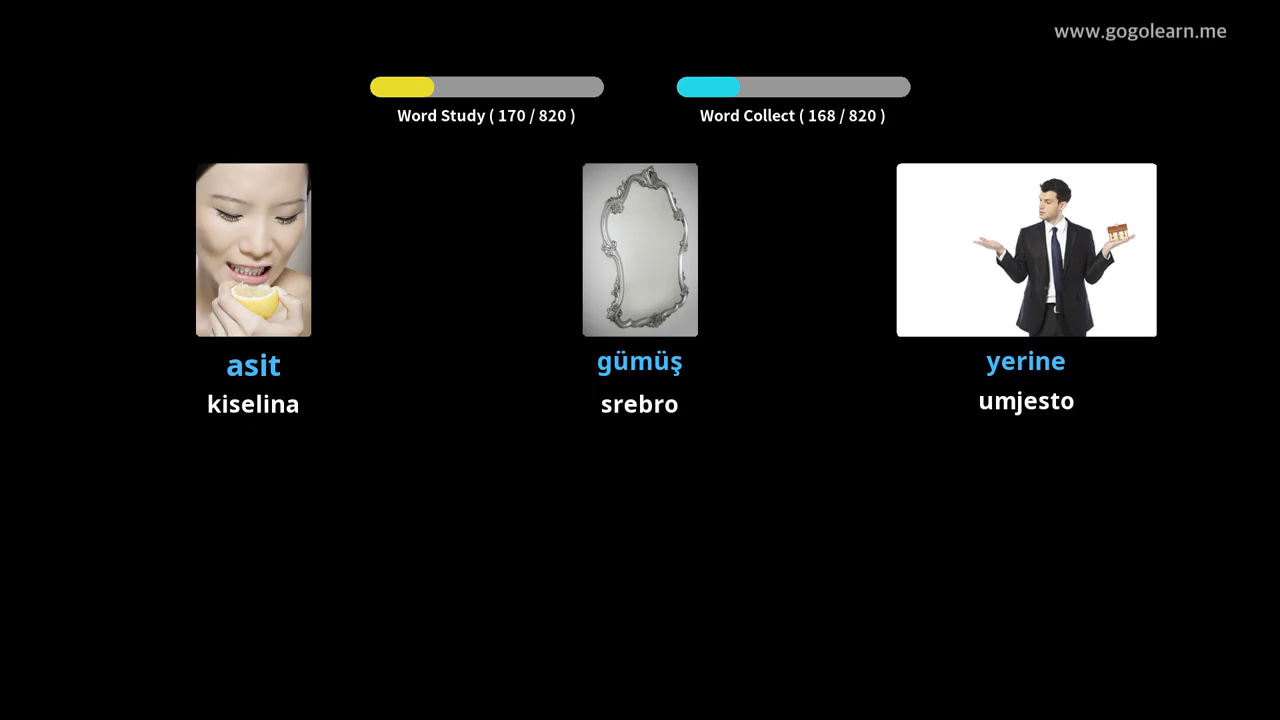 www.gogolearn.me
Word Study ( 170 / 820 )
Word Collect ( 168 / 820 )
asit
gümüş
yerine
kiselina
srebro
umjesto